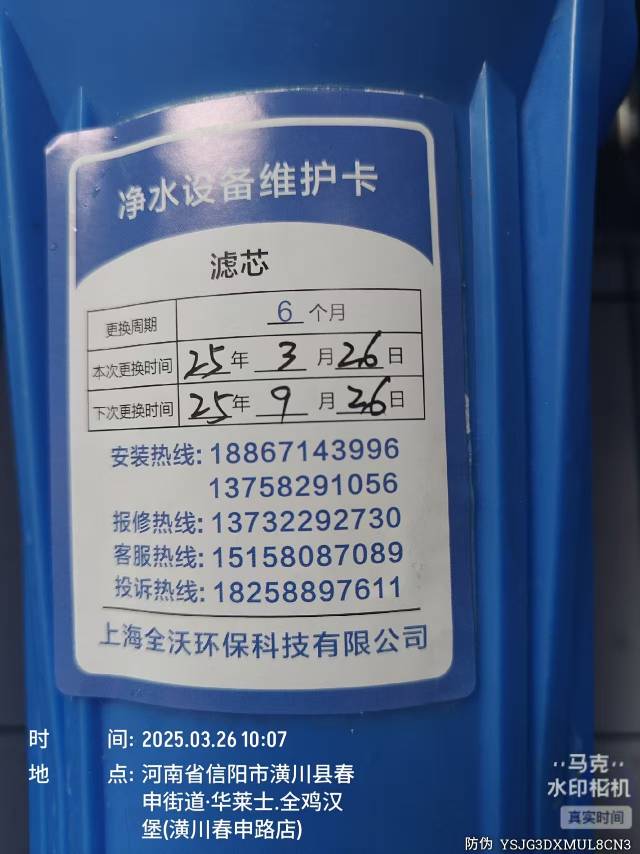 净水设备维护卡
滤芯
更换周期 6 个月
本次更换时间 25 年 3 月 26 日
下次更换时间 25 年 9 月 26 日
安装热线: 18867143996
13758291056
报修热线: 13732292730
客服热线: 15158087089
投诉热线: 18258897611
上海全沃环保科技有限公司
时 间: 2025.03.26 10:07
地 点: 河南省信阳市潢川县春
申街道·华莱士.全鸡汉
堡(潢川春申路店)
马克
水印相机
真实时间
防伪 YSJG3DXMUL8CN3